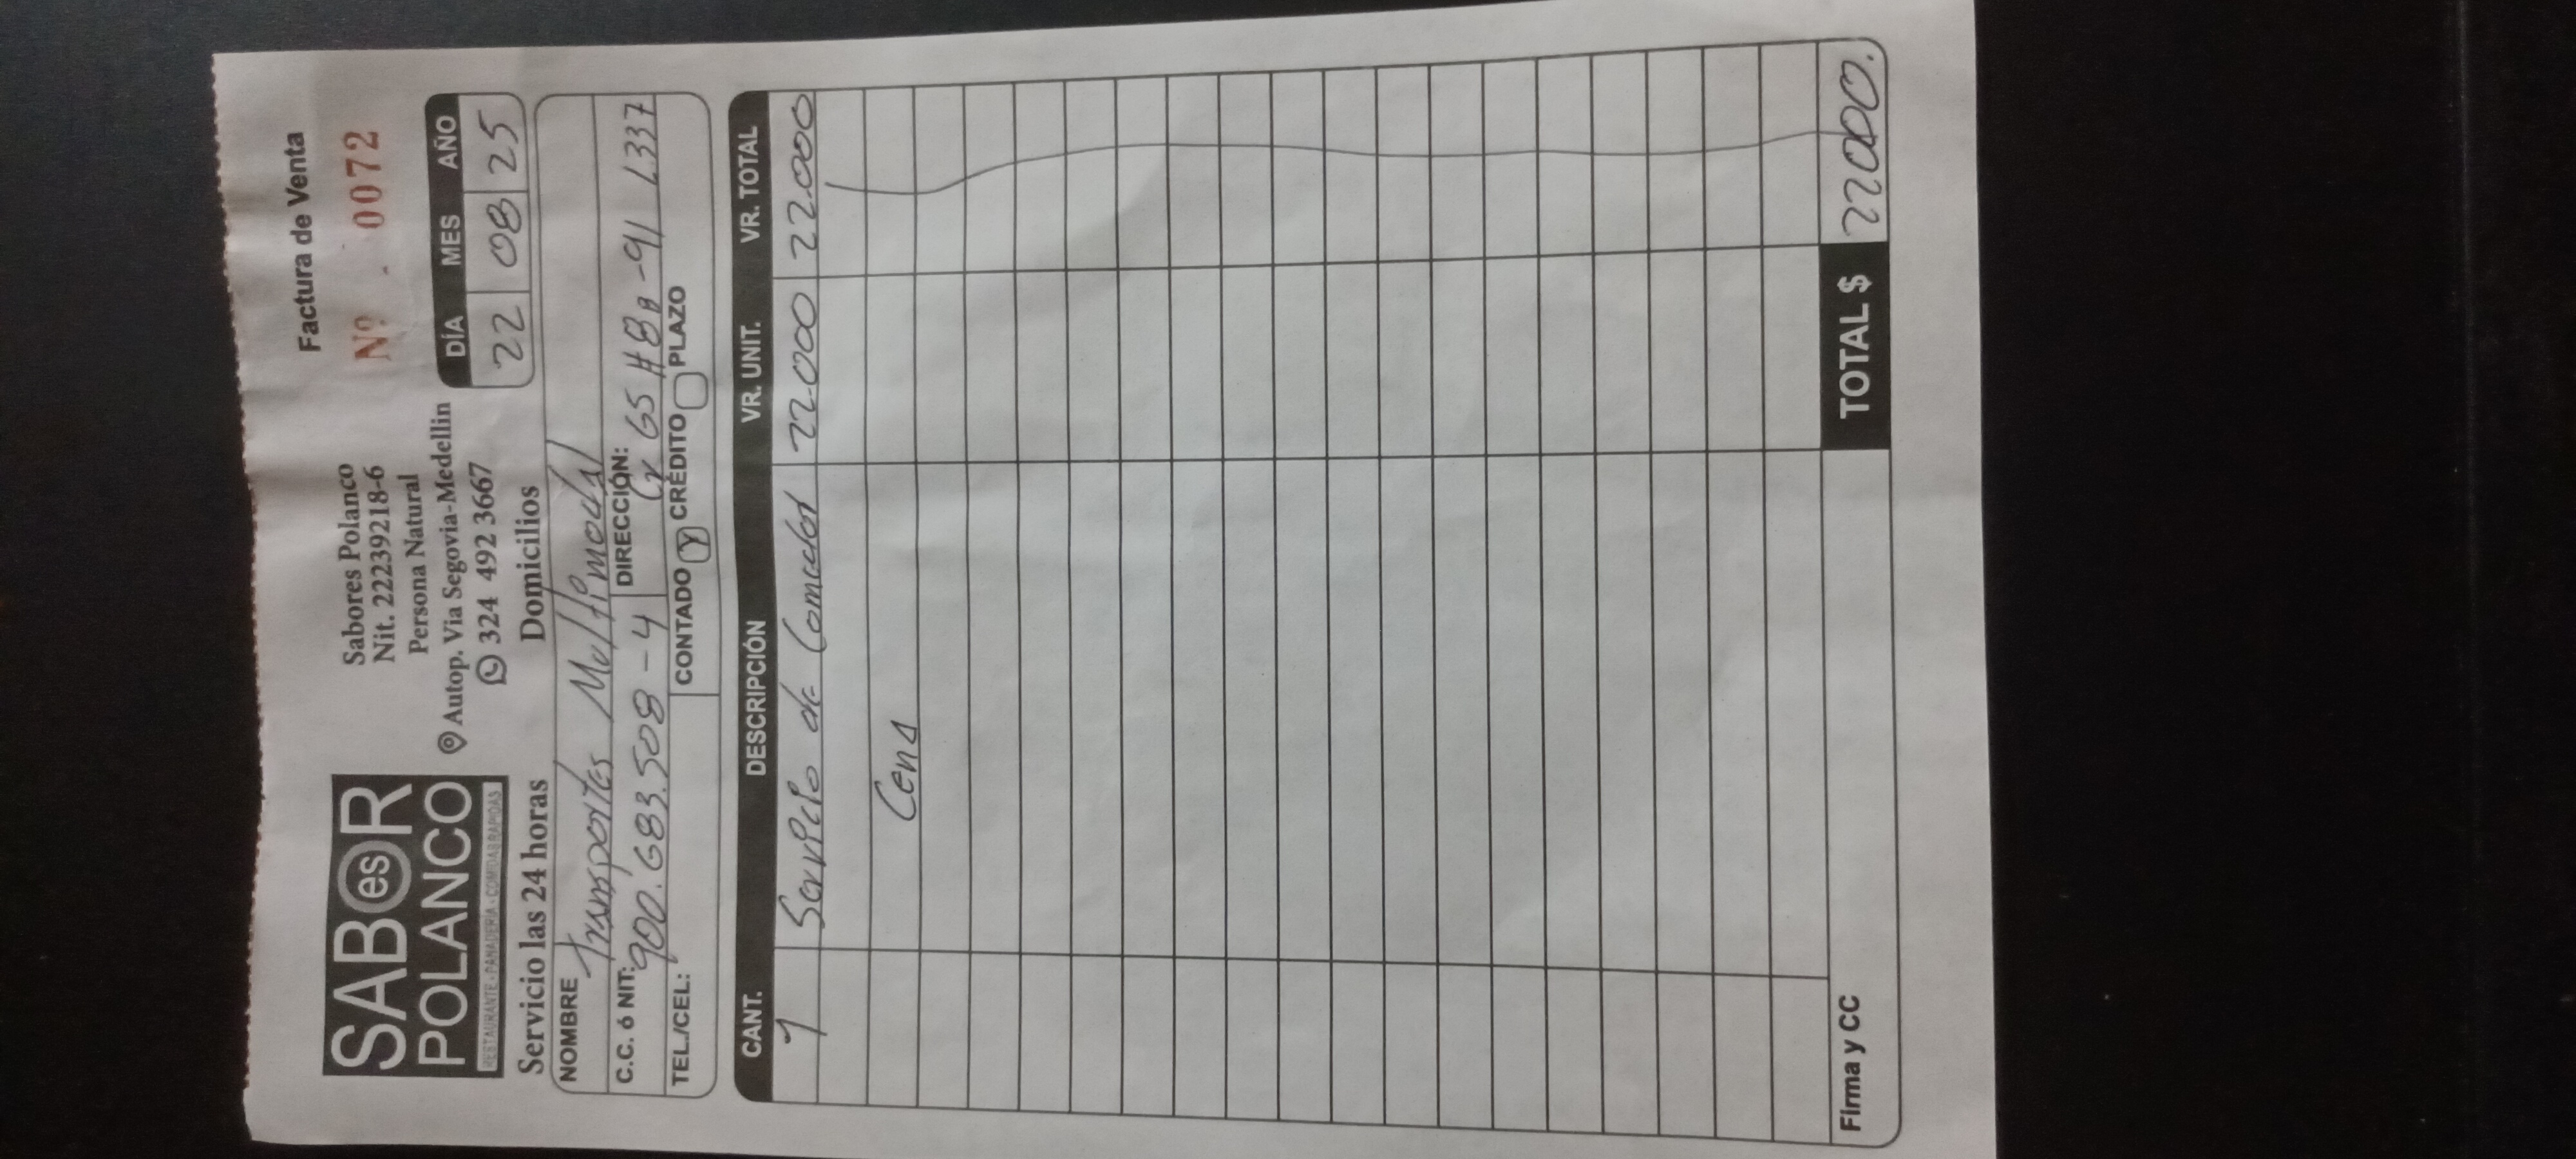 SABesR
POLANCO
RESTAURANTE - PANADERIA - COMIDAS RAPIDAS
Servicio las 24 horas
Sabores Polanco
Nit. 22239218-6
Persona Natural
Autop. Via Segovia-Medellin
324 492 3667
Domicilios
Factura de Venta
Nº 0072
DÍA MES AÑO
22 08 25
NOMBRE Transportes Multimodal
C.C. ó NIT: 900.683.508-4 DIRECCIÓN: Cr 65 #8B-91 L337
TEL./CEL.: CONTADO CRÉDITO PLAZO
CANT. DESCRIPCIÓN VR. UNIT. VR. TOTAL
1 Servicio de Comedor 22000 22.000
Cena
Firma y CC TOTAL $ 22000